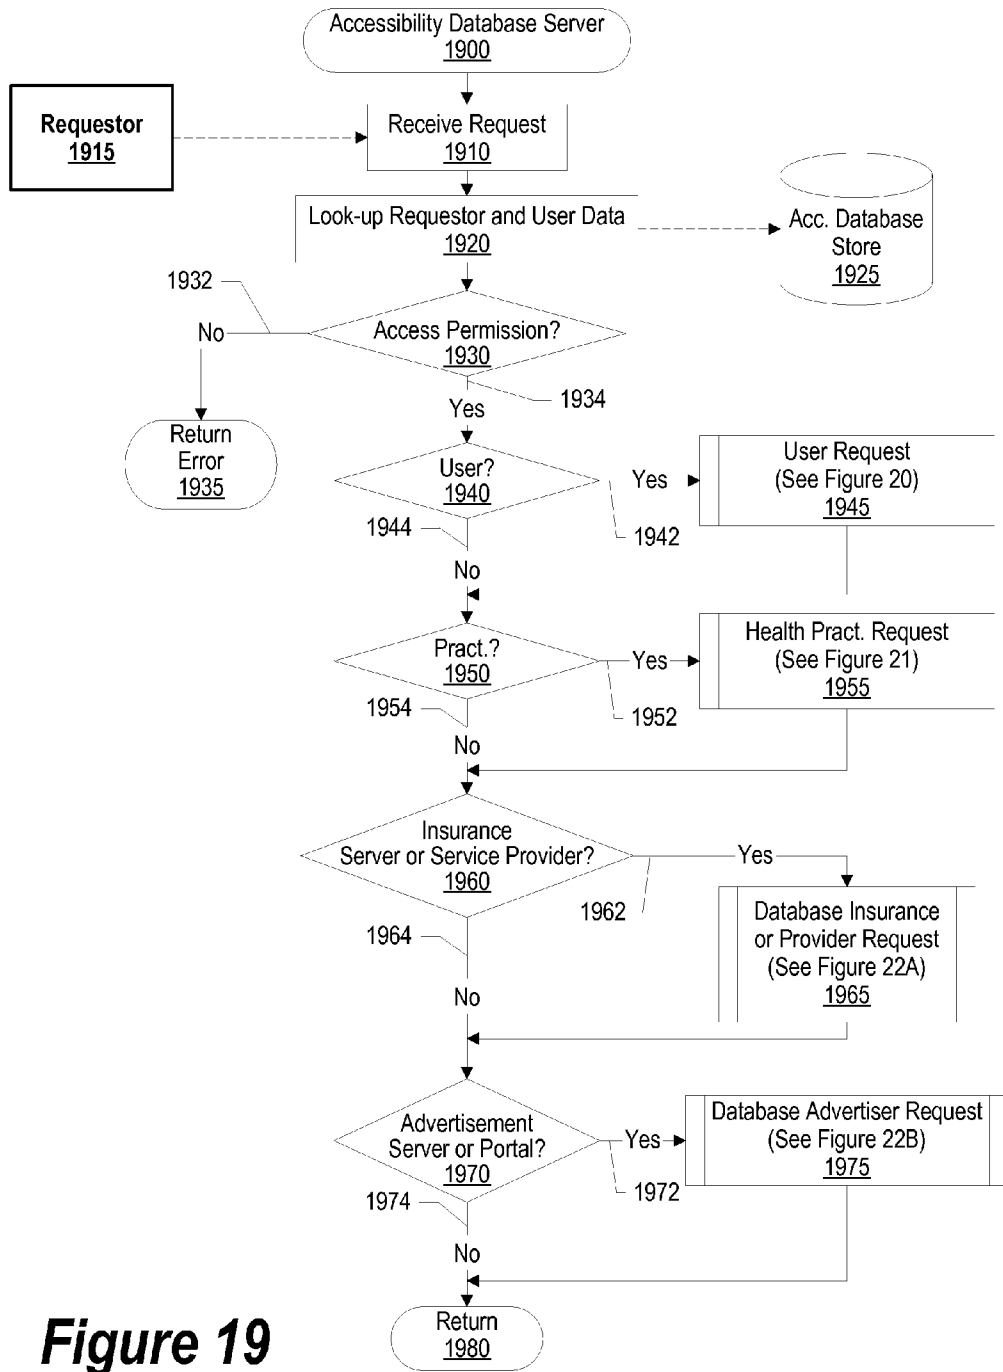 Accessibility Database Server
1900
Requestor
1915
Receive Request
1910
Look-up Requestor and User Data
1920
Acc. Database
Store
1925
1932
No
Access Permission?
1930
1934
Yes
Return
Error
1935
User?
1940
Yes
1942
User Request
(See Figure 20)
1945
1944
No
Pract.?
1950
Yes
1952
Health Pract. Request
(See Figure 21)
1955
1954
No
Insurance
Server or Service Provider?
1960
Yes
1962
Database Insurance
or Provider Request
(See Figure 22A)
1965
1964
No
Advertisement
Server or Portal?
1970
Yes
1972
Database Advertiser Request
(See Figure 22B)
1975
1974
No
Return
1980
Figure 19